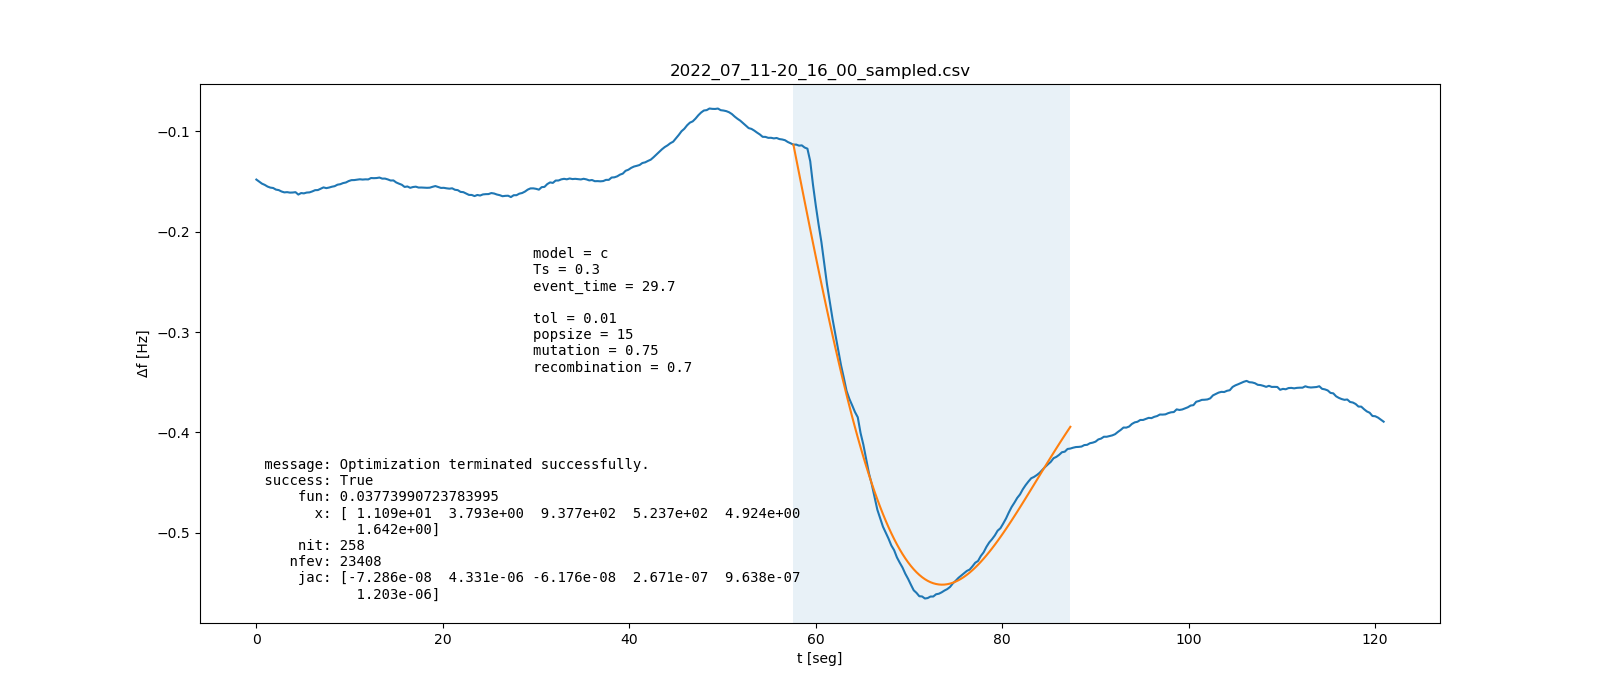 2022_07_11-20_16_00_sampled.csv
−0.1
−0.2
−0.3
−0.4
−0.5
Δf [Hz]
model = c
Ts = 0.3
event_time = 29.7
tol = 0.01
popsize = 15
mutation = 0.75
recombination = 0.7
message: Optimization terminated successfully.
success: True
fun: 0.03773990723783995
x: [ 1.109e+01  3.793e+00  9.377e+02  5.237e+02  4.924e+00
1.642e+00]
nit: 258
nfev: 23408
jac: [-7.286e-08  4.331e-06 -6.176e-08  2.671e-07  9.638e-07
1.203e-06]
0 20 40 60 80 100 120
t [seg]